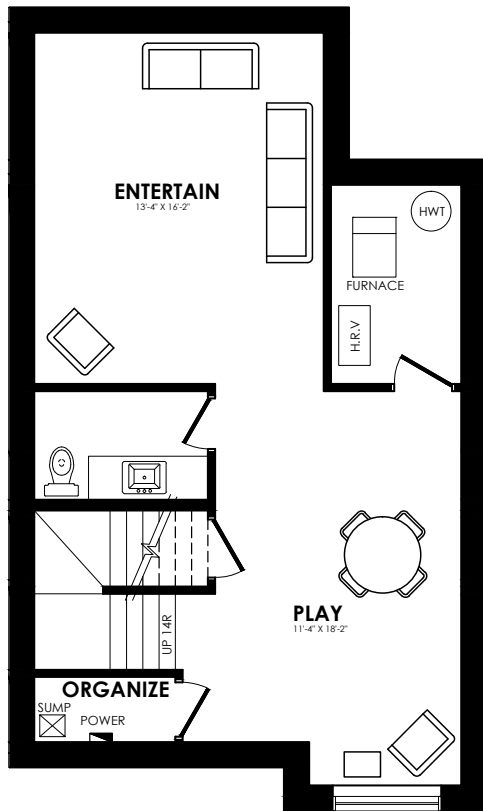 ENTERTAIN
13'-4" X 16'-2"
HWT
FURNACE
H.R.V
PLAY
11'-4" X 18'-2"
UP 14R
ORGANIZE
SUMP
POWER